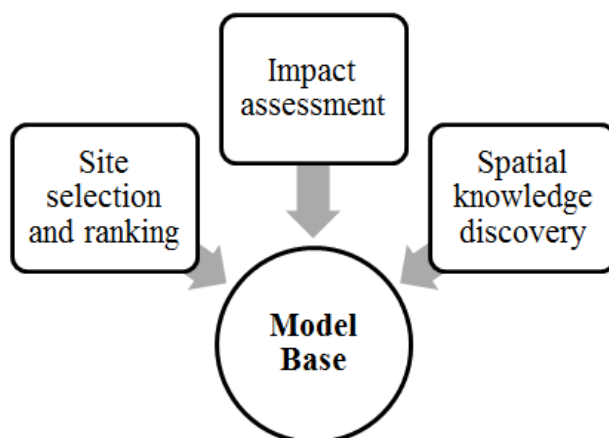 Impact
assessment
Site
selection
and ranking
Spatial
knowledge
discovery
Model
Base